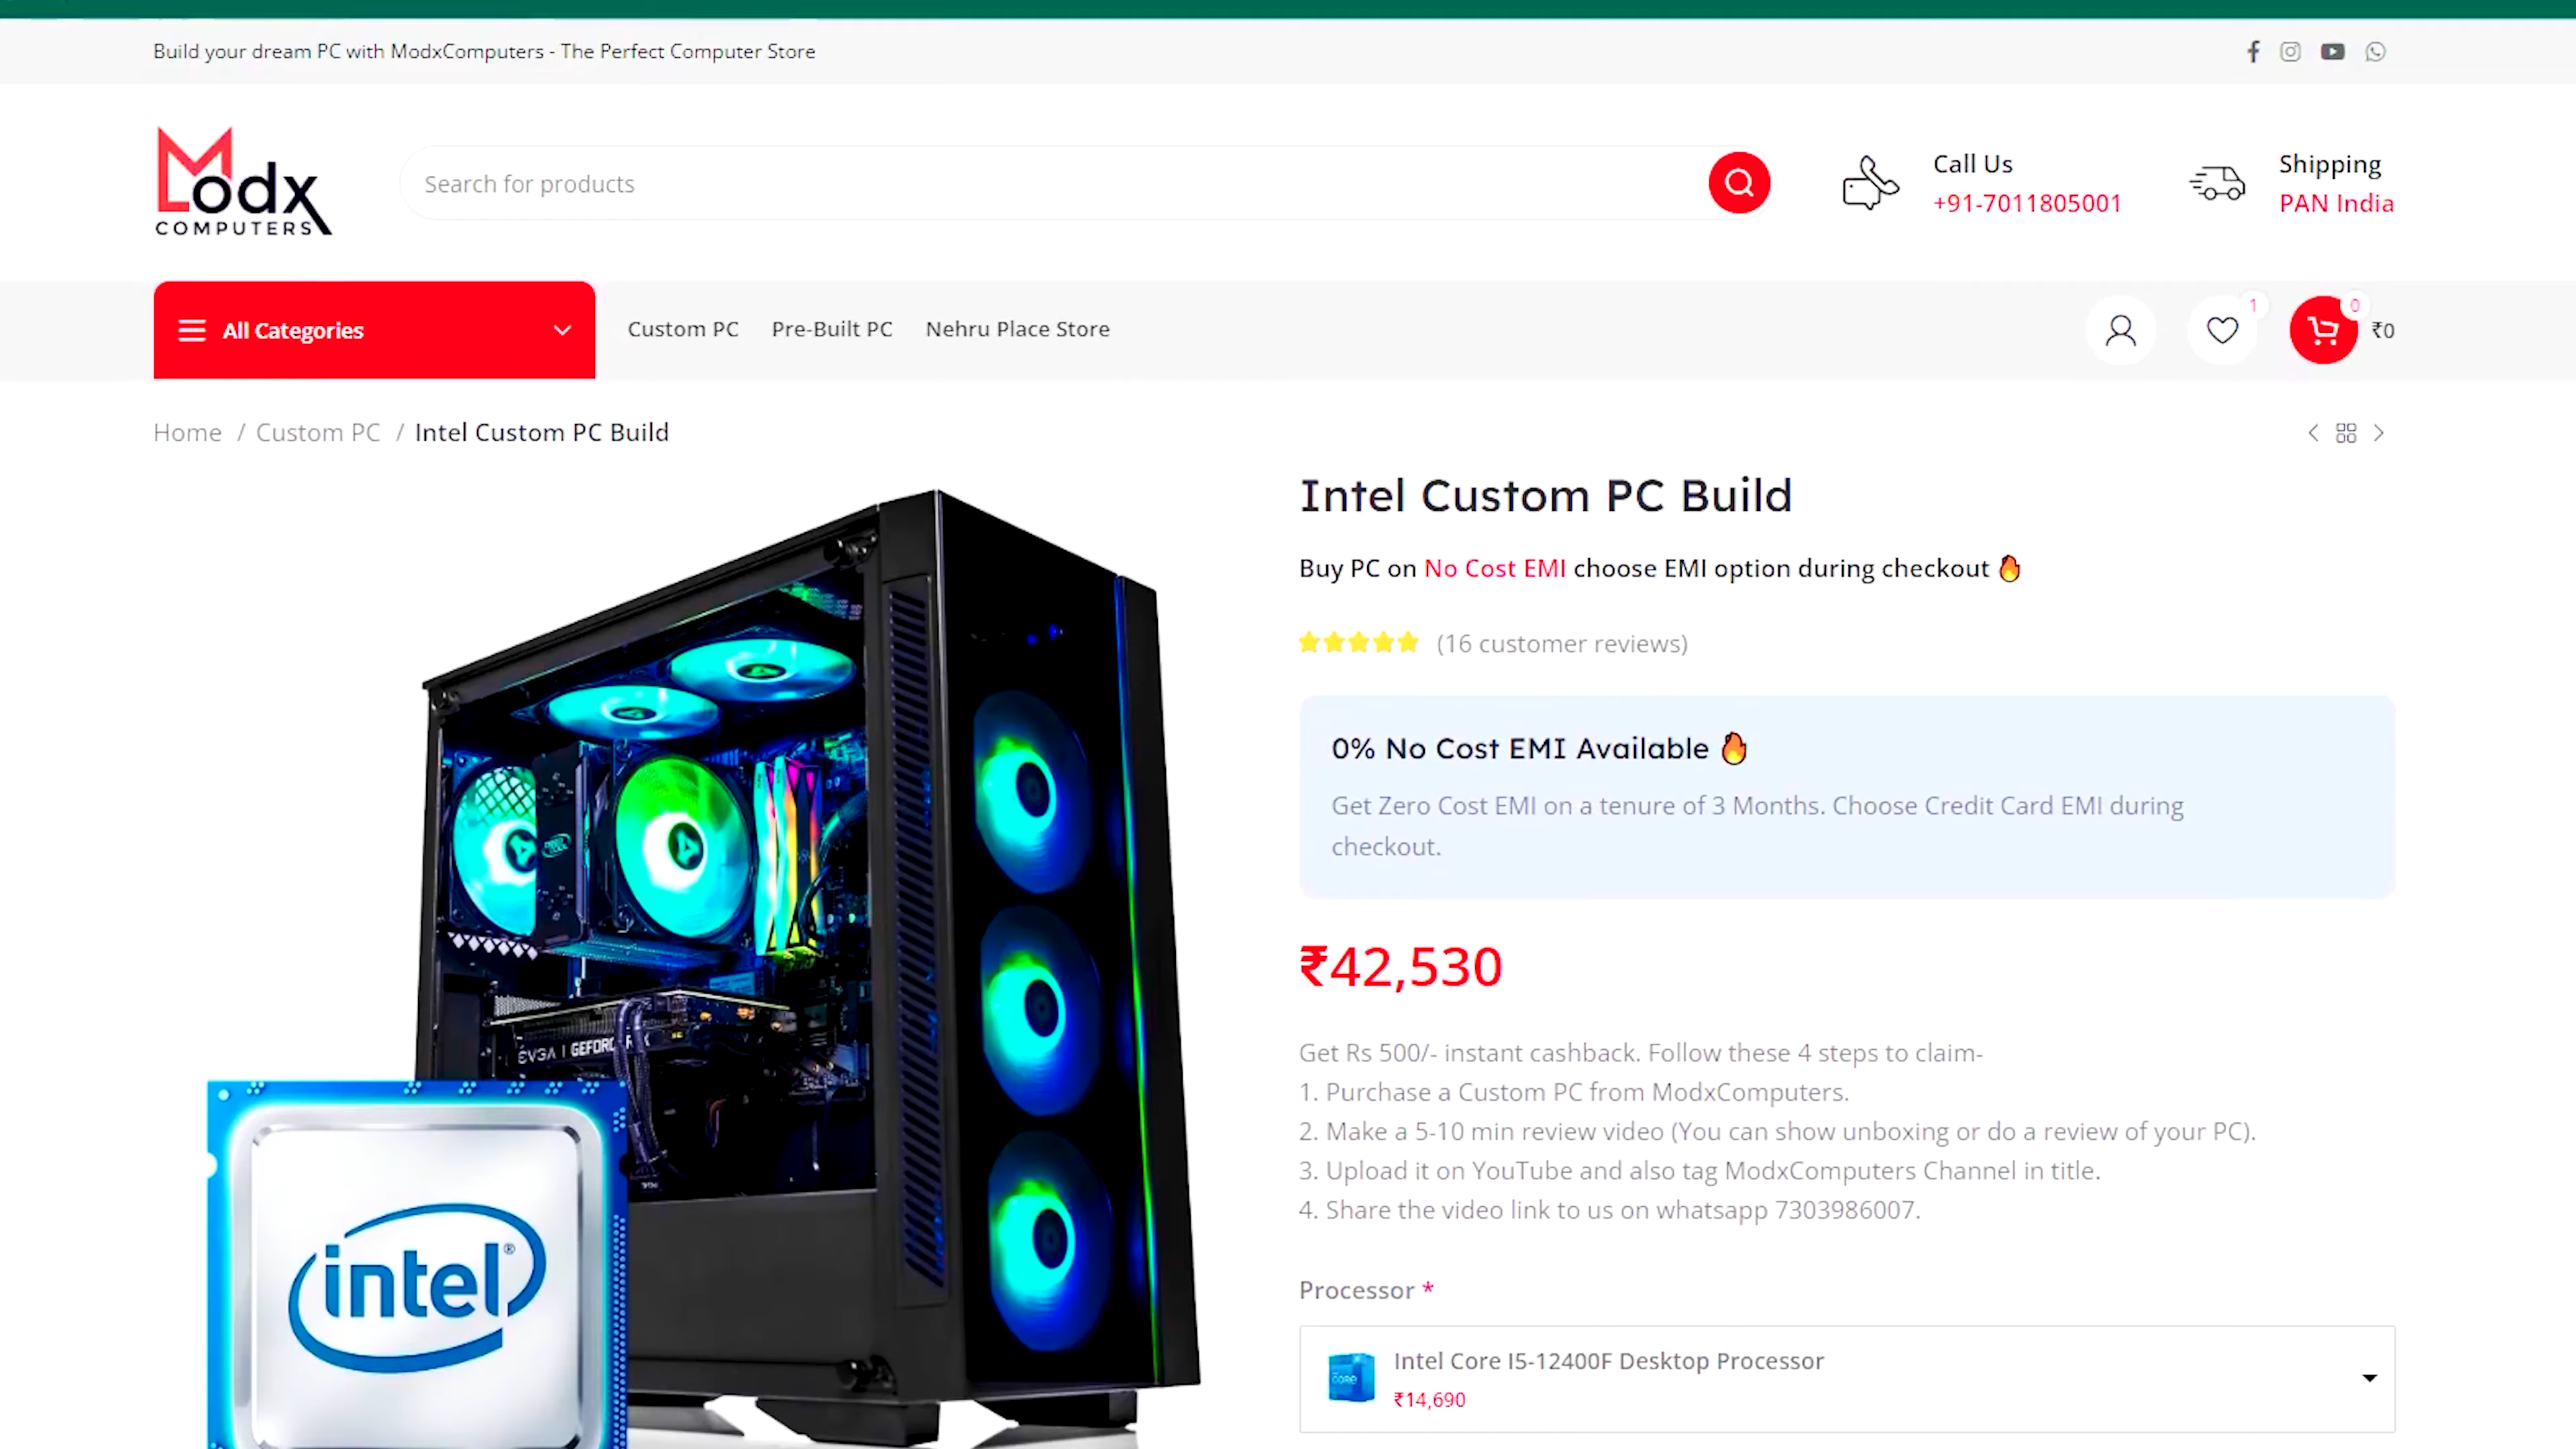 Build your dream PC with ModxComputers - The Perfect Computer Store
Modx
COMPUTERS
Search for products
Call Us
+91-7011805001
Shipping
PAN India
All Categories
Custom PC
Pre-Built PC
Nehru Place Store
1
0
₹0
Home / Custom PC / Intel Custom PC Build
Intel Custom PC Build
Buy PC on No Cost EMI choose EMI option during checkout 🔥
(16 customer reviews)
0% No Cost EMI Available 🔥
Get Zero Cost EMI on a tenure of 3 Months. Choose Credit Card EMI during
checkout.
₹42,530
Get Rs 500/- instant cashback. Follow these 4 steps to claim-
1. Purchase a Custom PC from ModxComputers.
2. Make a 5-10 min review video (You can show unboxing or do a review of your PC).
3. Upload it on YouTube and also tag ModxComputers Channel in title.
4. Share the video link to us on whatsapp 7303986007.
Processor *
Intel Core I5-12400F Desktop Processor
₹14,690
CORE
EVGA | GEFORCE
intel®